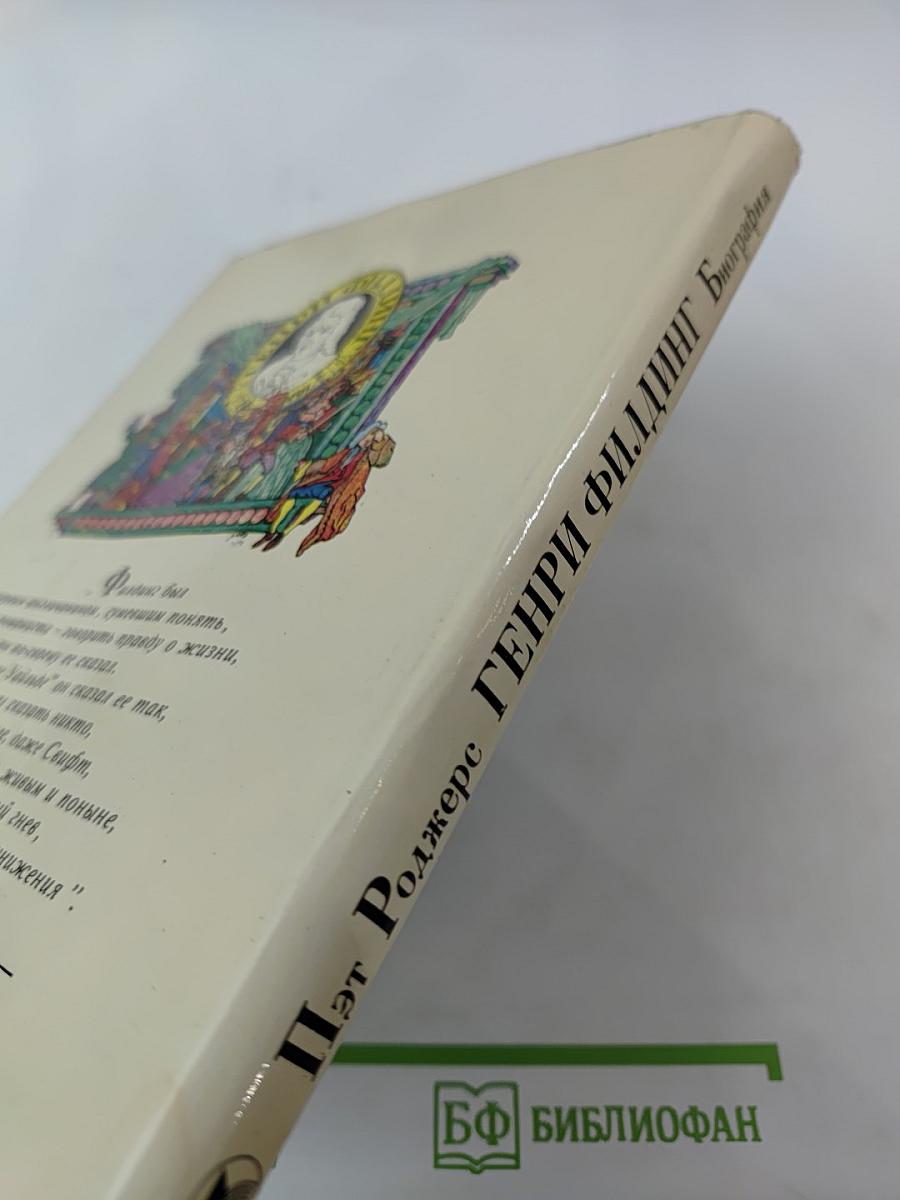 Филдинг был
сумевшим понять,
говорить правду о жизни,
ее сказал.
Уайльд" он сказал ее так,
сказать никто,
даже Свифт,
живым и поныне,
гнев,
".
Пэт Роджерс ГЕНРИ ФИЛДИНГ Биография
БФ БИБЛИОФАН